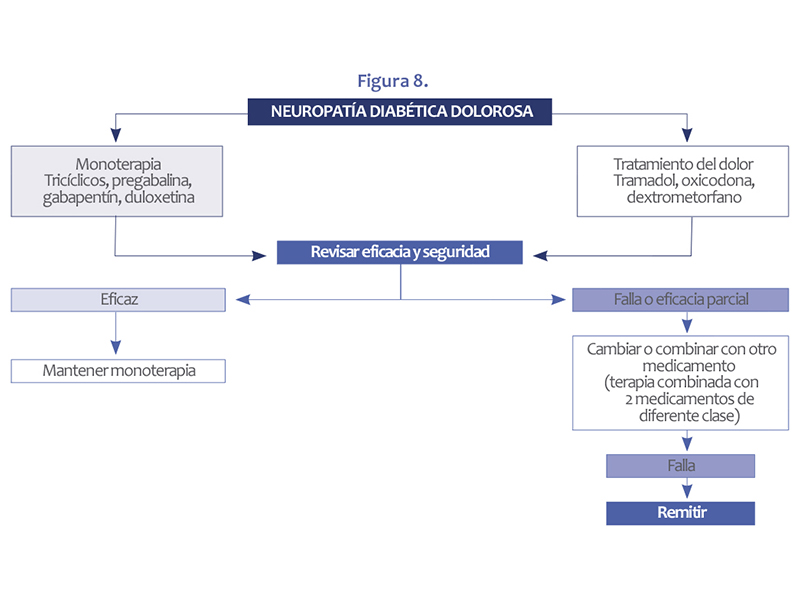 Figura 8.
NEUROPATÍA DIABÉTICA DOLOROSA
Monoterapia
Tricíclicos, pregabalina,
gabapentín, duloxetina
Tratamiento del dolor
Tramadol, oxicodona,
dextrometorfano
Revisar eficacia y seguridad
Eficaz
Falla o eficacia parcial
Mantener monoterapia
Cambiar o combinar con otro
medicamento
(terapia combinada con
2 medicamentos de
diferente clase)
Falla
Remitir